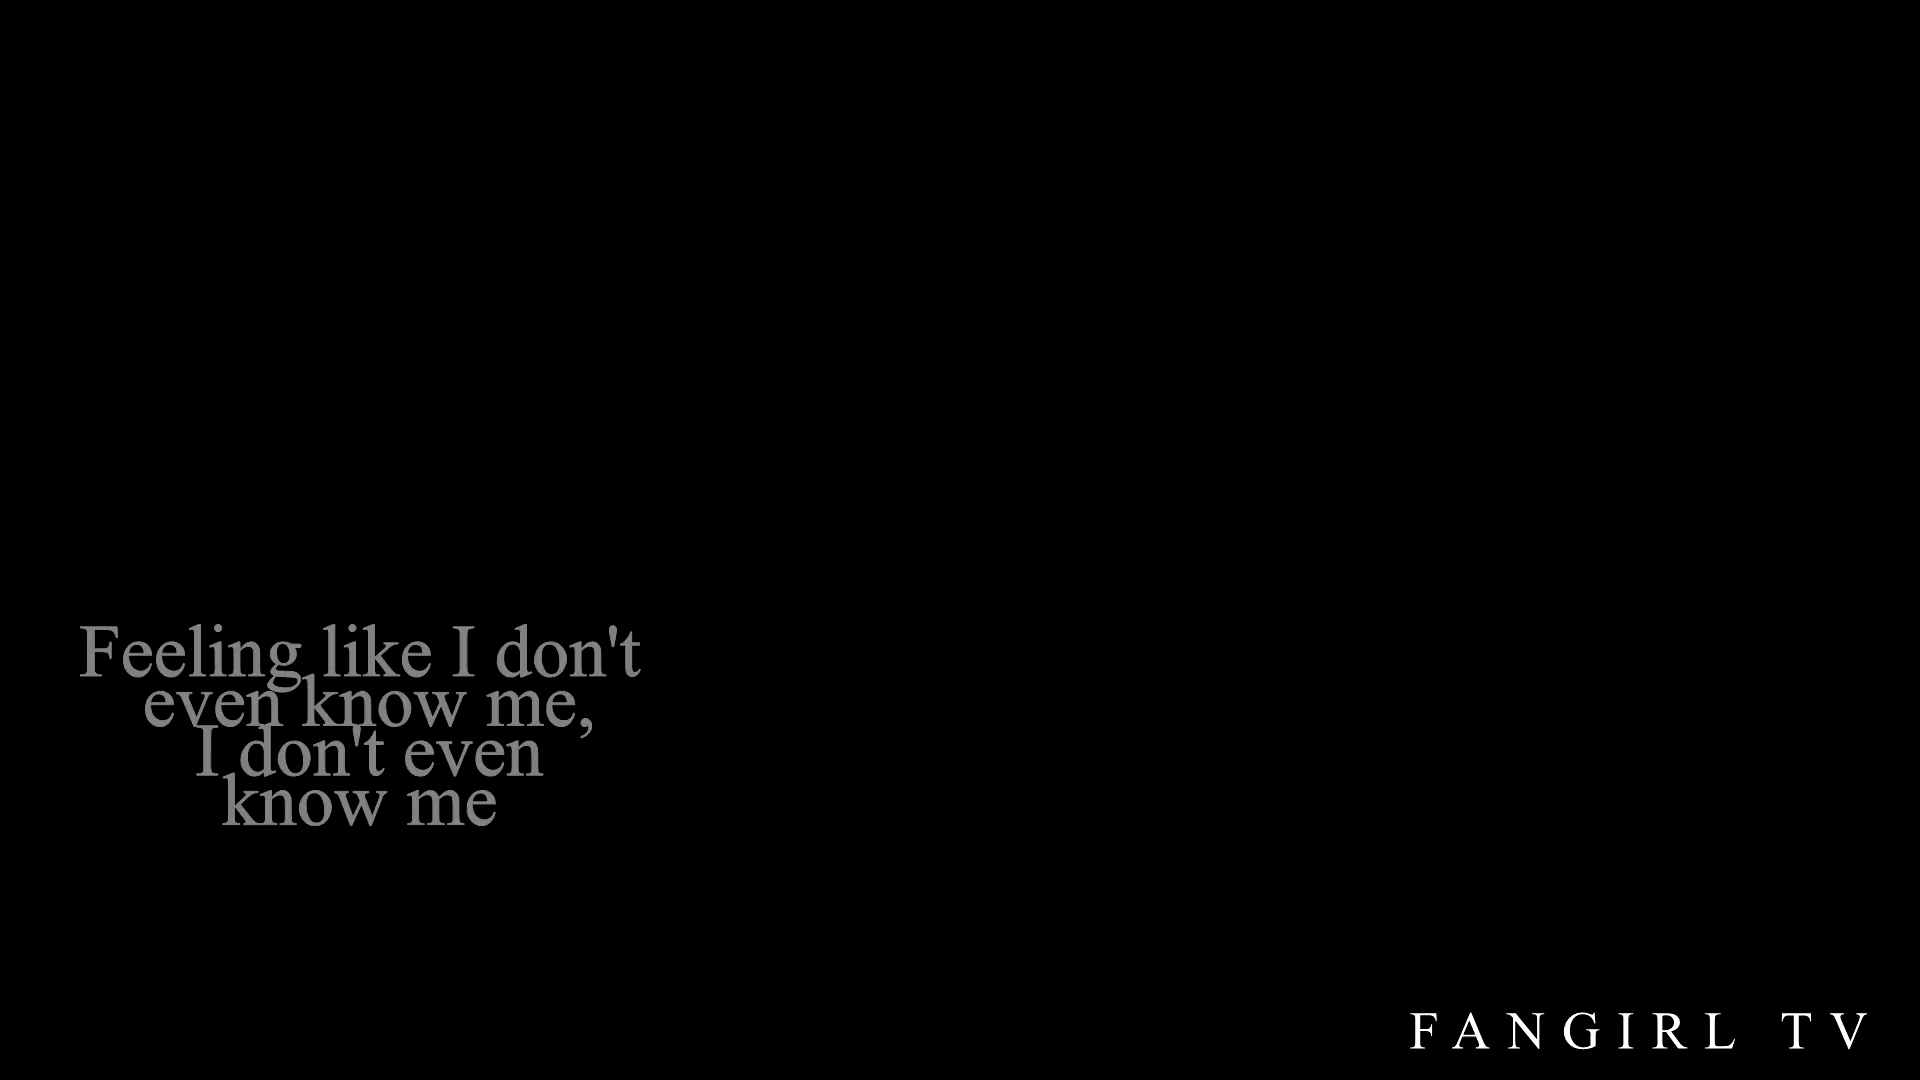 Feeling like I don't
even know me,
I don't even
know me
FANGIRL TV